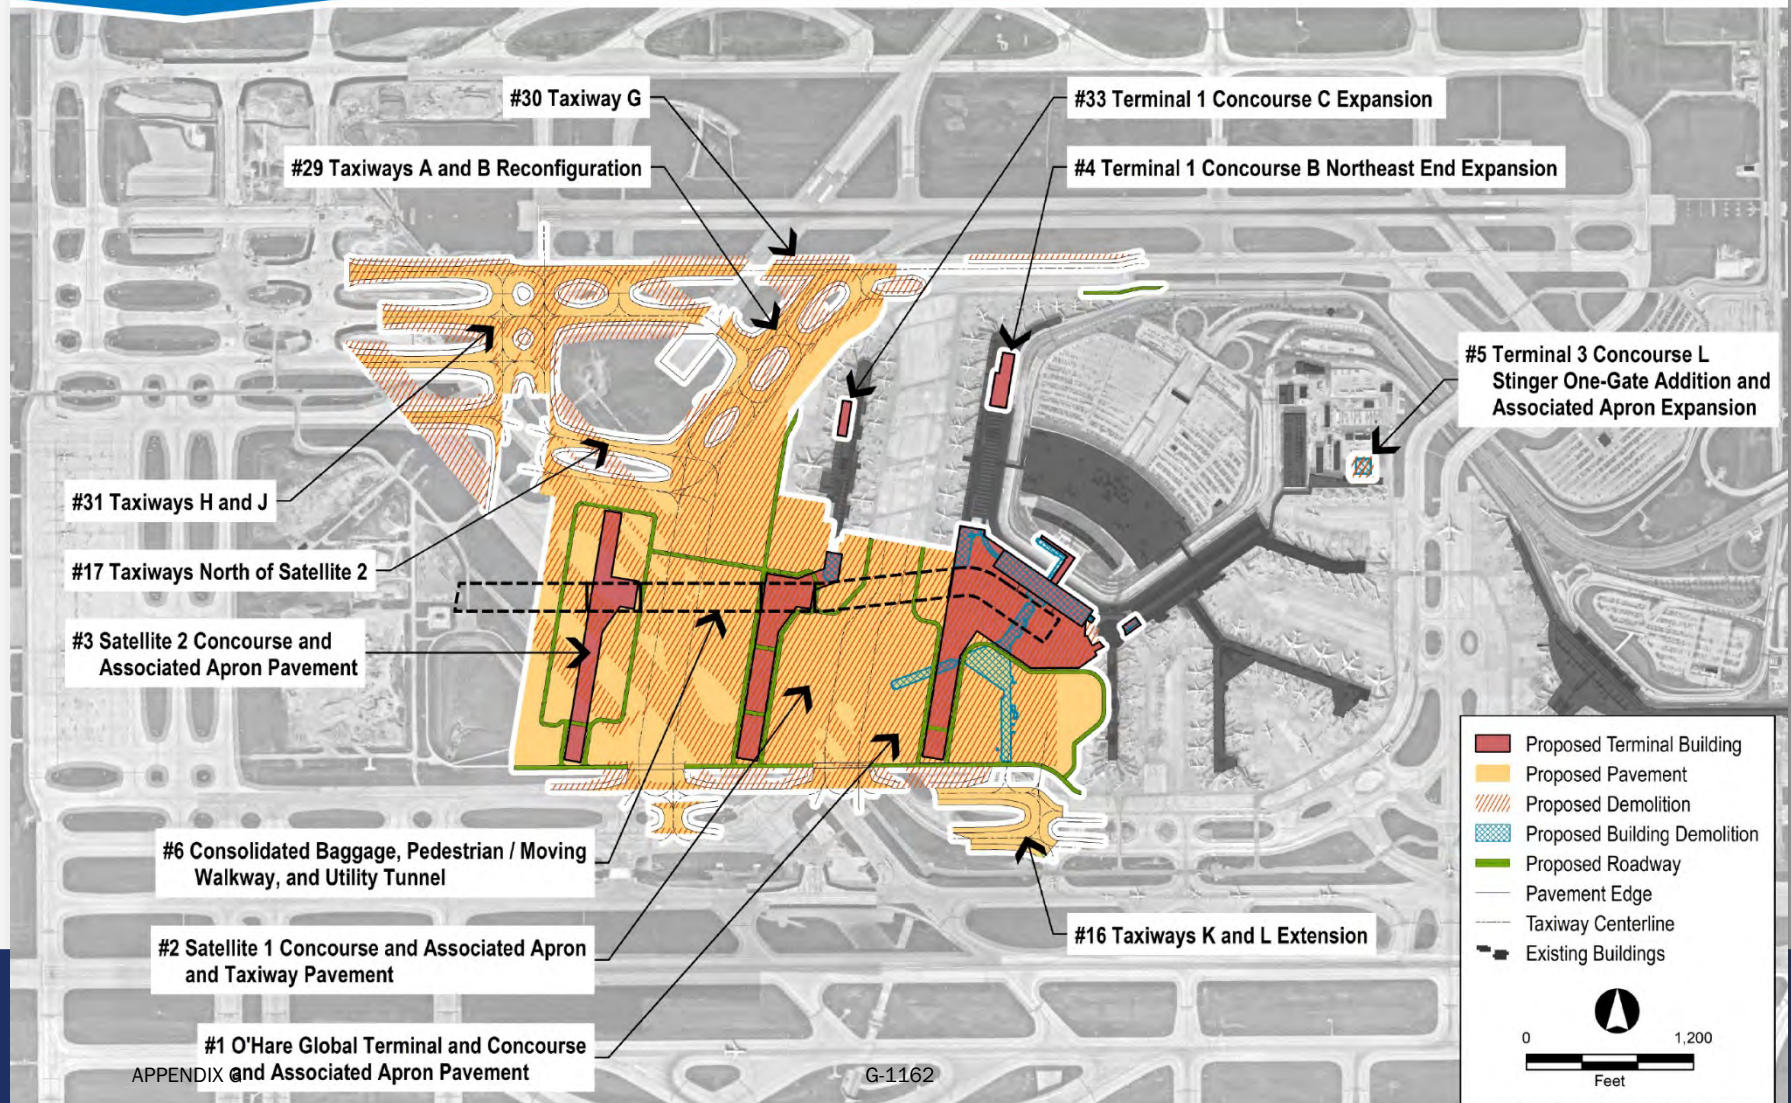 #30 Taxiway G
#33 Terminal 1 Concourse C Expansion
#29 Taxiways A and B Reconfiguration
#4 Terminal 1 Concourse B Northeast End Expansion
#5 Terminal 3 Concourse L
Stinger One-Gate Addition and
Associated Apron Expansion
#31 Taxiways H and J
#17 Taxiways North of Satellite 2
#3 Satellite 2 Concourse and
Associated Apron Pavement
#6 Consolidated Baggage, Pedestrian / Moving
Walkway, and Utility Tunnel
#2 Satellite 1 Concourse and Associated Apron
and Taxiway Pavement
#16 Taxiways K and L Extension
#1 O'Hare Global Terminal and Concourse
and Associated Apron Pavement
Proposed Terminal Building
Proposed Pavement
Proposed Demolition
Proposed Building Demolition
Proposed Roadway
Pavement Edge
Taxiway Centerline
Existing Buildings
0 1,200
Feet
APPENDIX G
G-1162